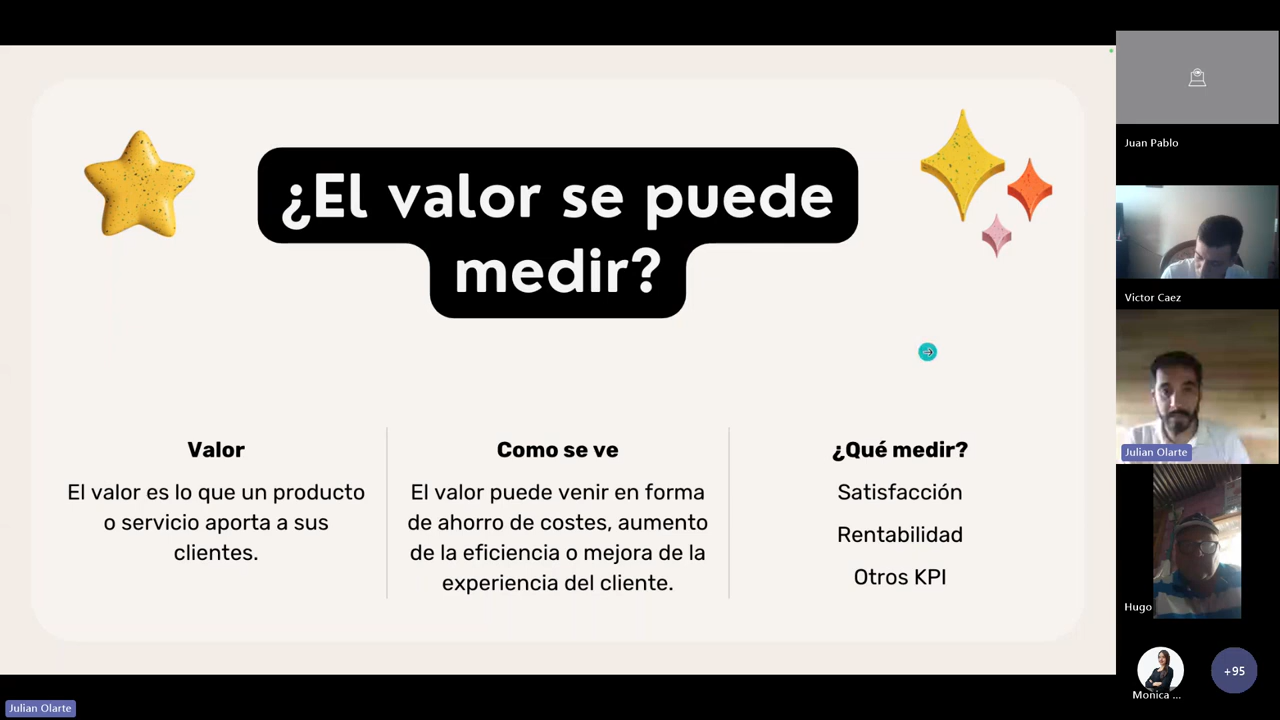 ¿El valor se puede
medir?
Valor
El valor es lo que un producto
o servicio aporta a sus
clientes.
Como se ve
El valor puede venir en forma
de ahorro de costes, aumento
de la eficiencia o mejora de la
experiencia del cliente.
¿Qué medir?
Satisfacción
Rentabilidad
Otros KPI
Juan Pablo
Victor Caez
Julian Olarte
Hugo
Monica ...
+95
Julian Olarte